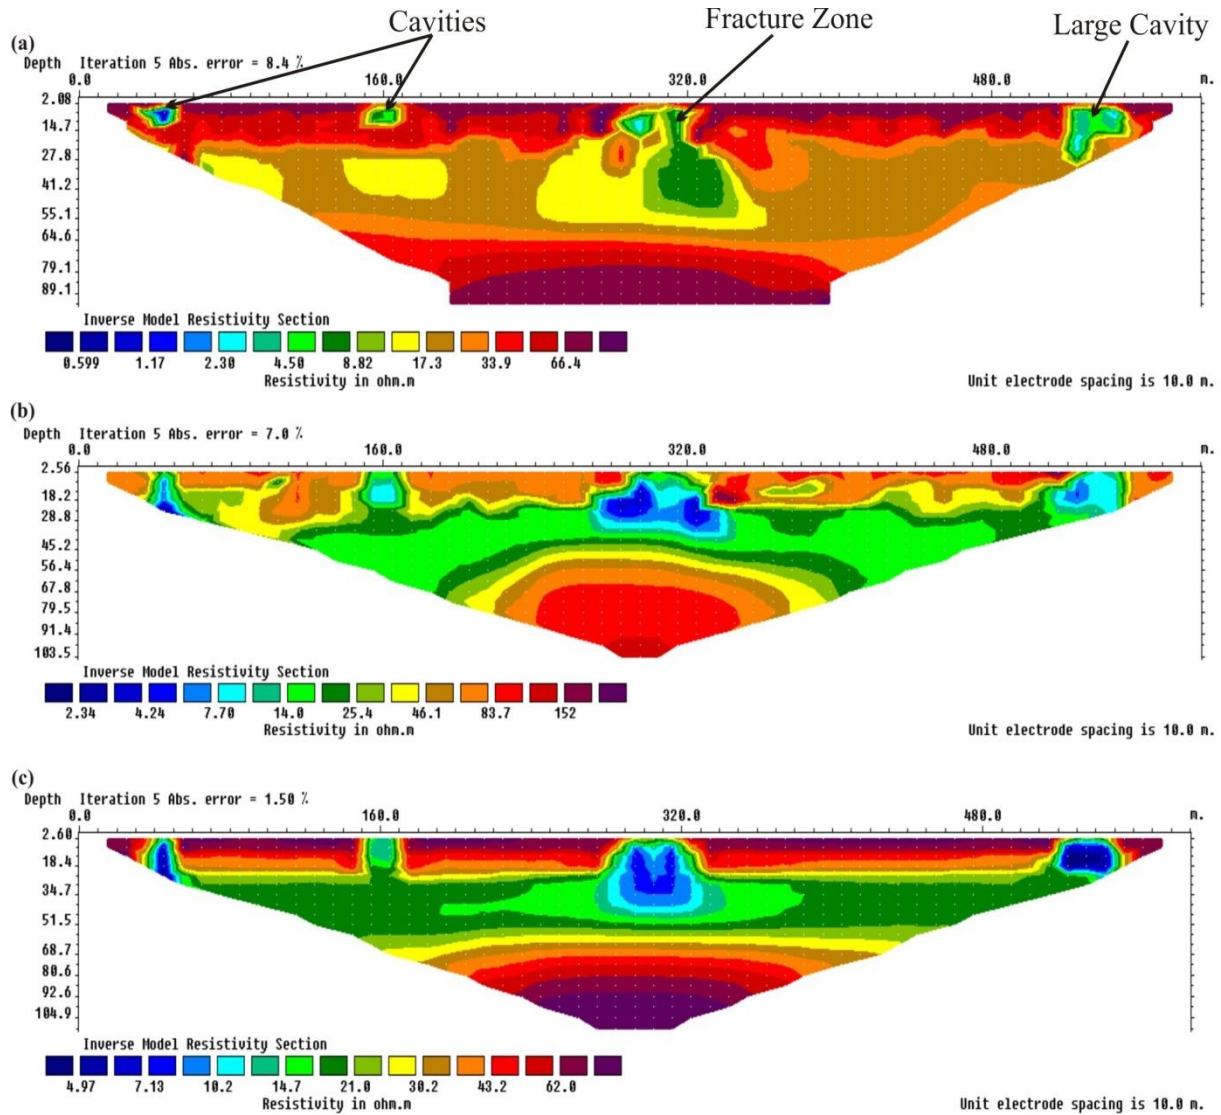 Cavities
Fracture Zone
Large Cavity
(a)
Depth Iteration 5 Abs. error = 8.4 %
0.0 160.0 320.0 480.0 m.
2.08
14.7
27.8
41.2
55.1
64.6
79.1
89.1
Inverse Model Resistivity Section
0.599 1.17 2.30 4.50 8.82 17.3 33.9 66.4
Resistivity in ohm.m
Unit electrode spacing is 10.0 m.
(b)
Depth Iteration 5 Abs. error = 7.0 %
0.0 160.0 320.0 480.0 m.
2.56
18.2
28.8
45.2
56.4
67.8
79.5
91.4
103.5
Inverse Model Resistivity Section
2.34 4.24 7.70 14.0 25.4 46.1 83.7 152
Resistivity in ohm.m
Unit electrode spacing is 10.0 m.
(c)
Depth Iteration 5 Abs. error = 1.50 %
0.0 160.0 320.0 480.0 m.
2.60
18.4
34.7
51.5
68.7
80.6
92.6
104.9
Inverse Model Resistivity Section
4.97 7.13 10.2 14.7 21.0 30.2 43.2 62.0
Resistivity in ohm.m
Unit electrode spacing is 10.0 m.